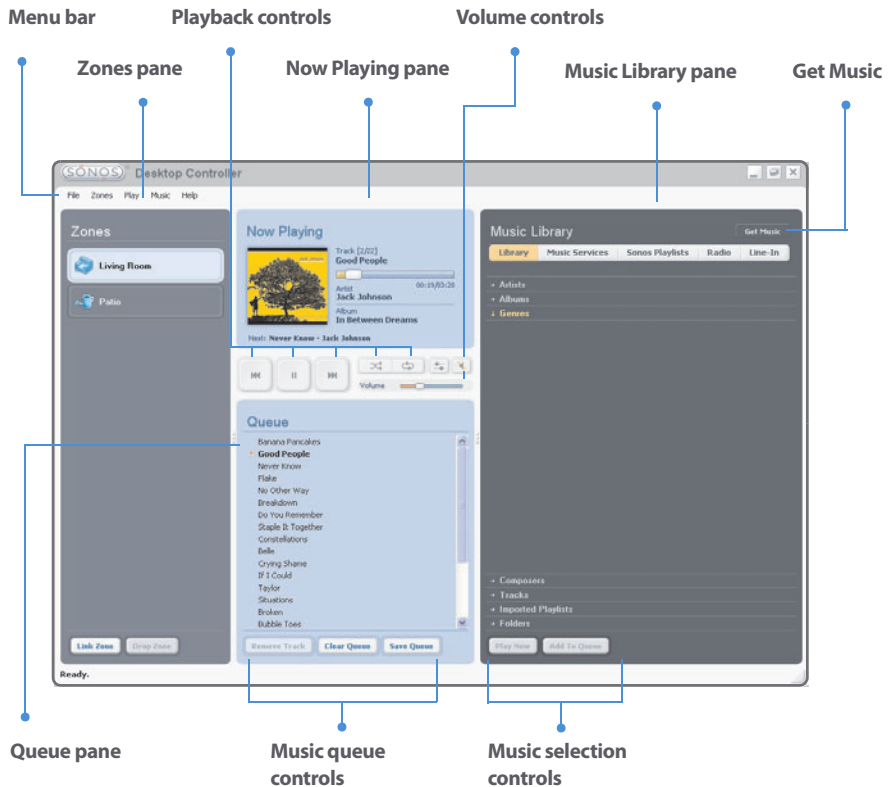 Menu bar
Playback controls
Volume controls
Zones pane
Now Playing pane
Music Library pane
Get Music
SONOS Desktop Controller
File Zones Play Music Help
Zones
Living Room
Patio
Link Zone Drop Zone
Now Playing
Track [2/22]
Good People
00:19/03:28
Artist
Jack Johnson
Album
In Between Dreams
Next: Never Know - Jack Johnson
Volume
Queue
Banana Pancakes
Good People
Never Know
Flake
No Other Way
Breakdown
Do You Remember
Staple It Together
Constellations
Belle
Crying Shame
If I Could
Taylor
Situations
Broken
Bubble Toes
Remove Track Clear Queue Save Queue
Music Library
Get Music
Library Music Services Sonos Playlists Radio Line-In
Artists
Albums
Genres
Composers
Tracks
Imported Playlists
Folders
Play Now Add To Queue
Ready.
Queue pane
Music queue
controls
Music selection
controls